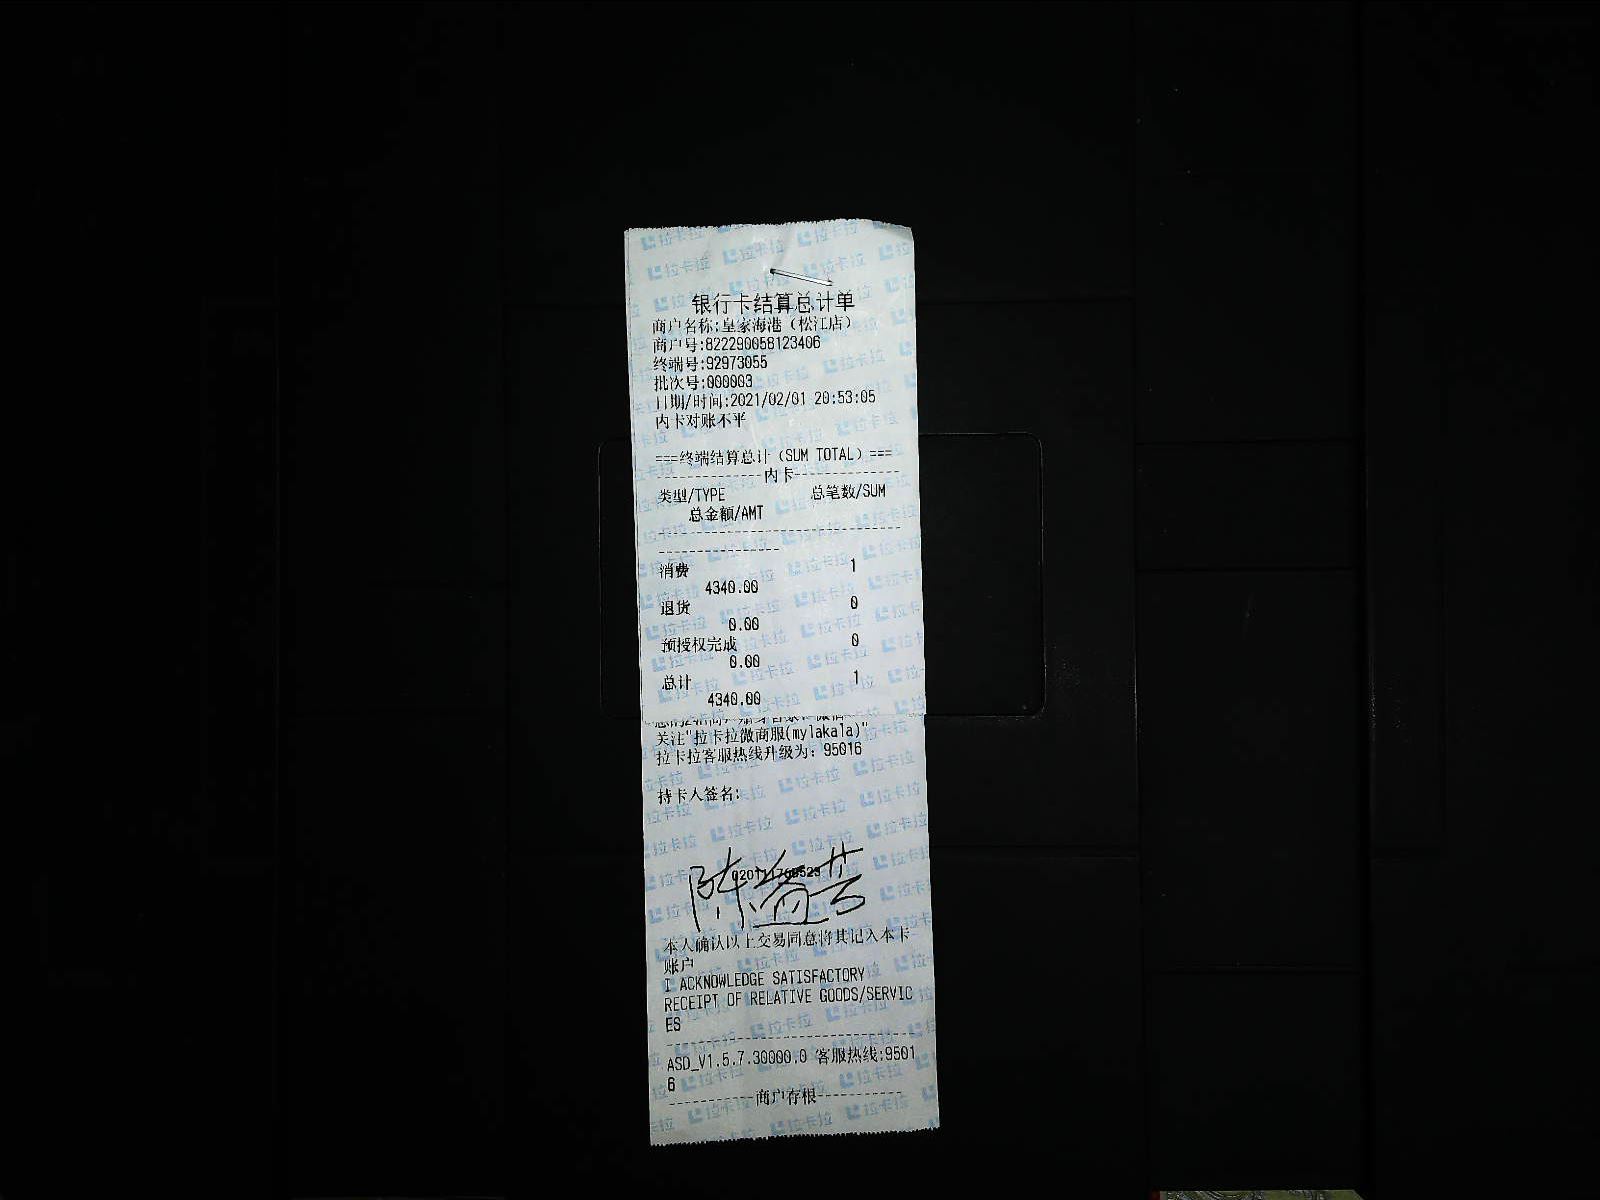 银行卡结算总计单
商户名称:皇家海港（松江店）
商户号:822290058123406
终端号:92973055
批次号:000003
日期/时间:2021/02/01 20:53:05
内卡对账不平
===终端结算总计（SUM TOTAL）===
内卡
类型/TYPE 总笔数/SUM
总金额/AMT
消费 1
4340.00
退货 0
0.00
预授权完成 0
0.00
总计 1
4340.00
关注"拉卡拉微商服(mylakala)"
拉卡拉客服热线升级为: 95016
持卡人签名:
本人确认以上交易同意将其记入本卡
账户
I ACKNOWLEDGE SATISFACTORY
RECEIPT OF RELATIVE GOODS/SERVIC
ES
ASD_V1.5.7.30000.0 客服热线:9501
6
商户存根